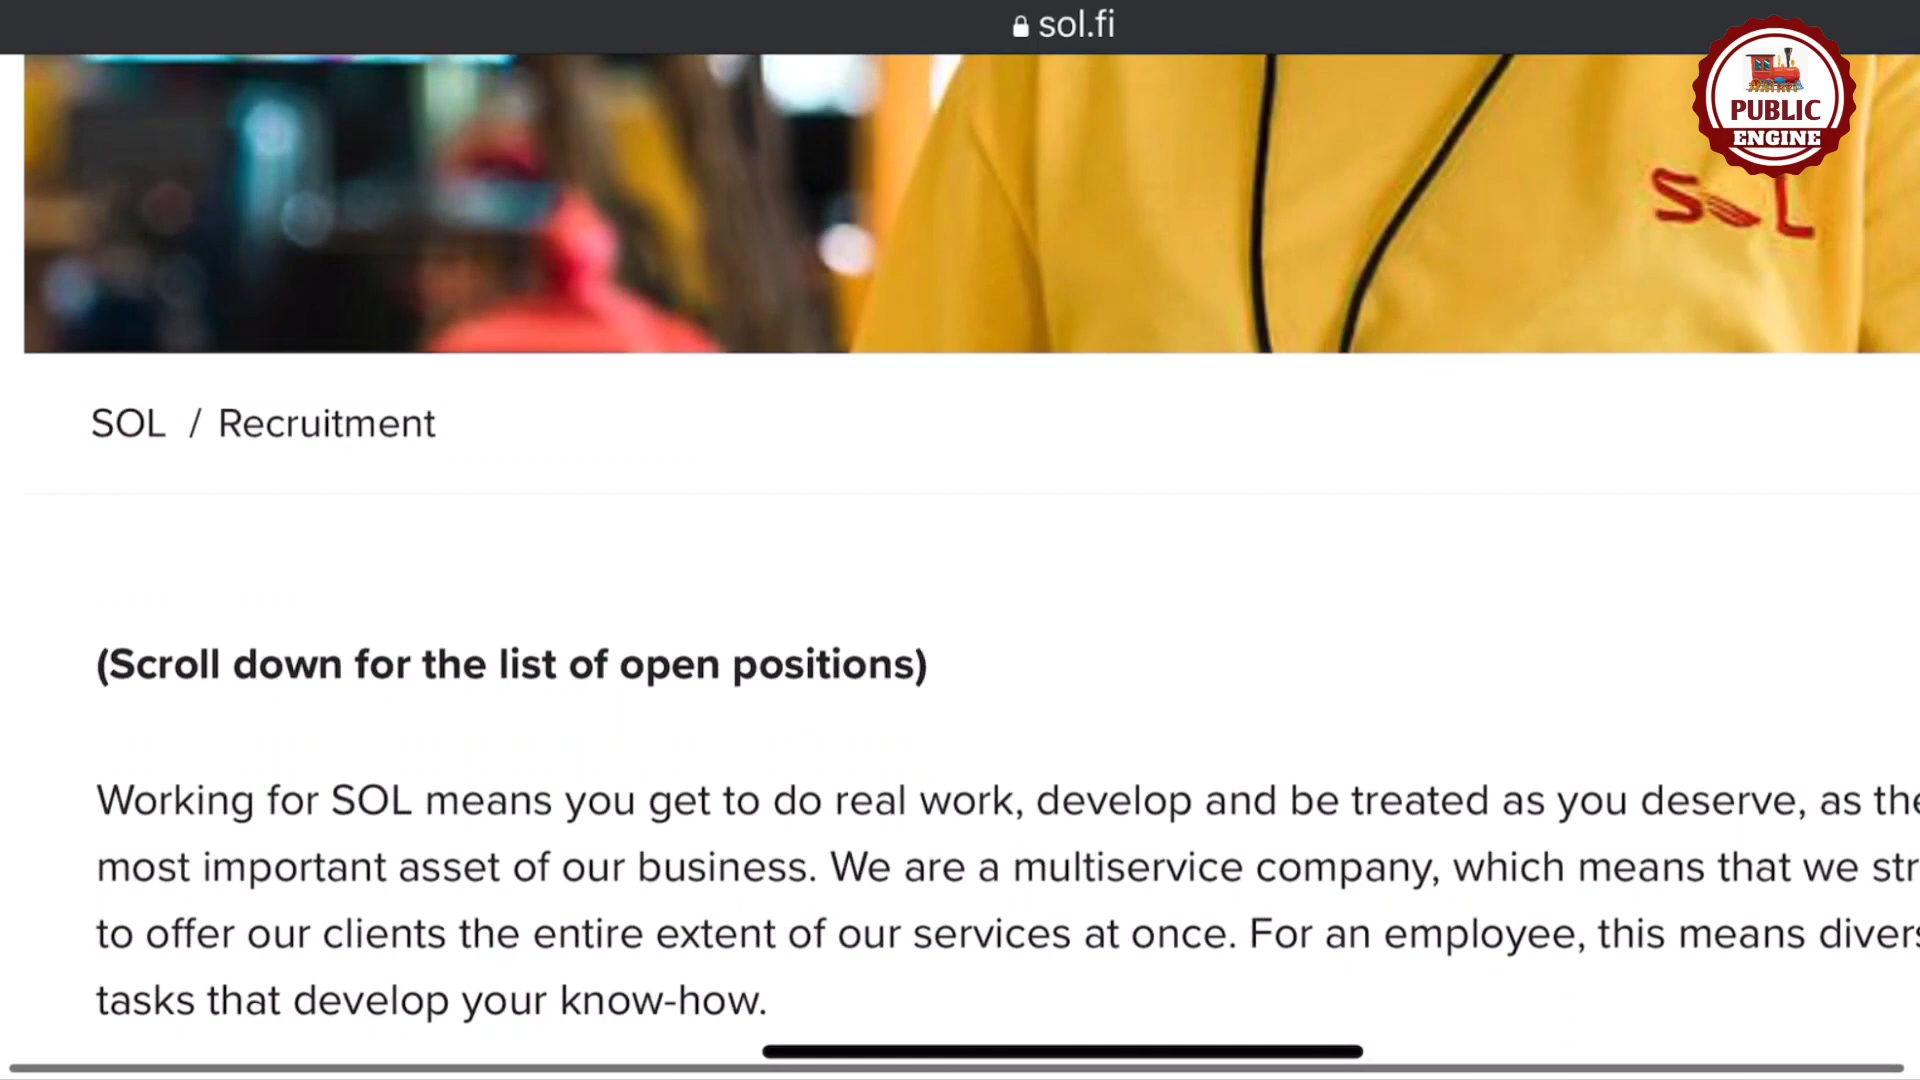 sol.fi
PUBLIC
ENGINE
SOL
SOL / Recruitment
(Scroll down for the list of open positions)
Working for SOL means you get to do real work, develop and be treated as you deserve, as the
most important asset of our business. We are a multiservice company, which means that we str
to offer our clients the entire extent of our services at once. For an employee, this means divers
tasks that develop your know-how.